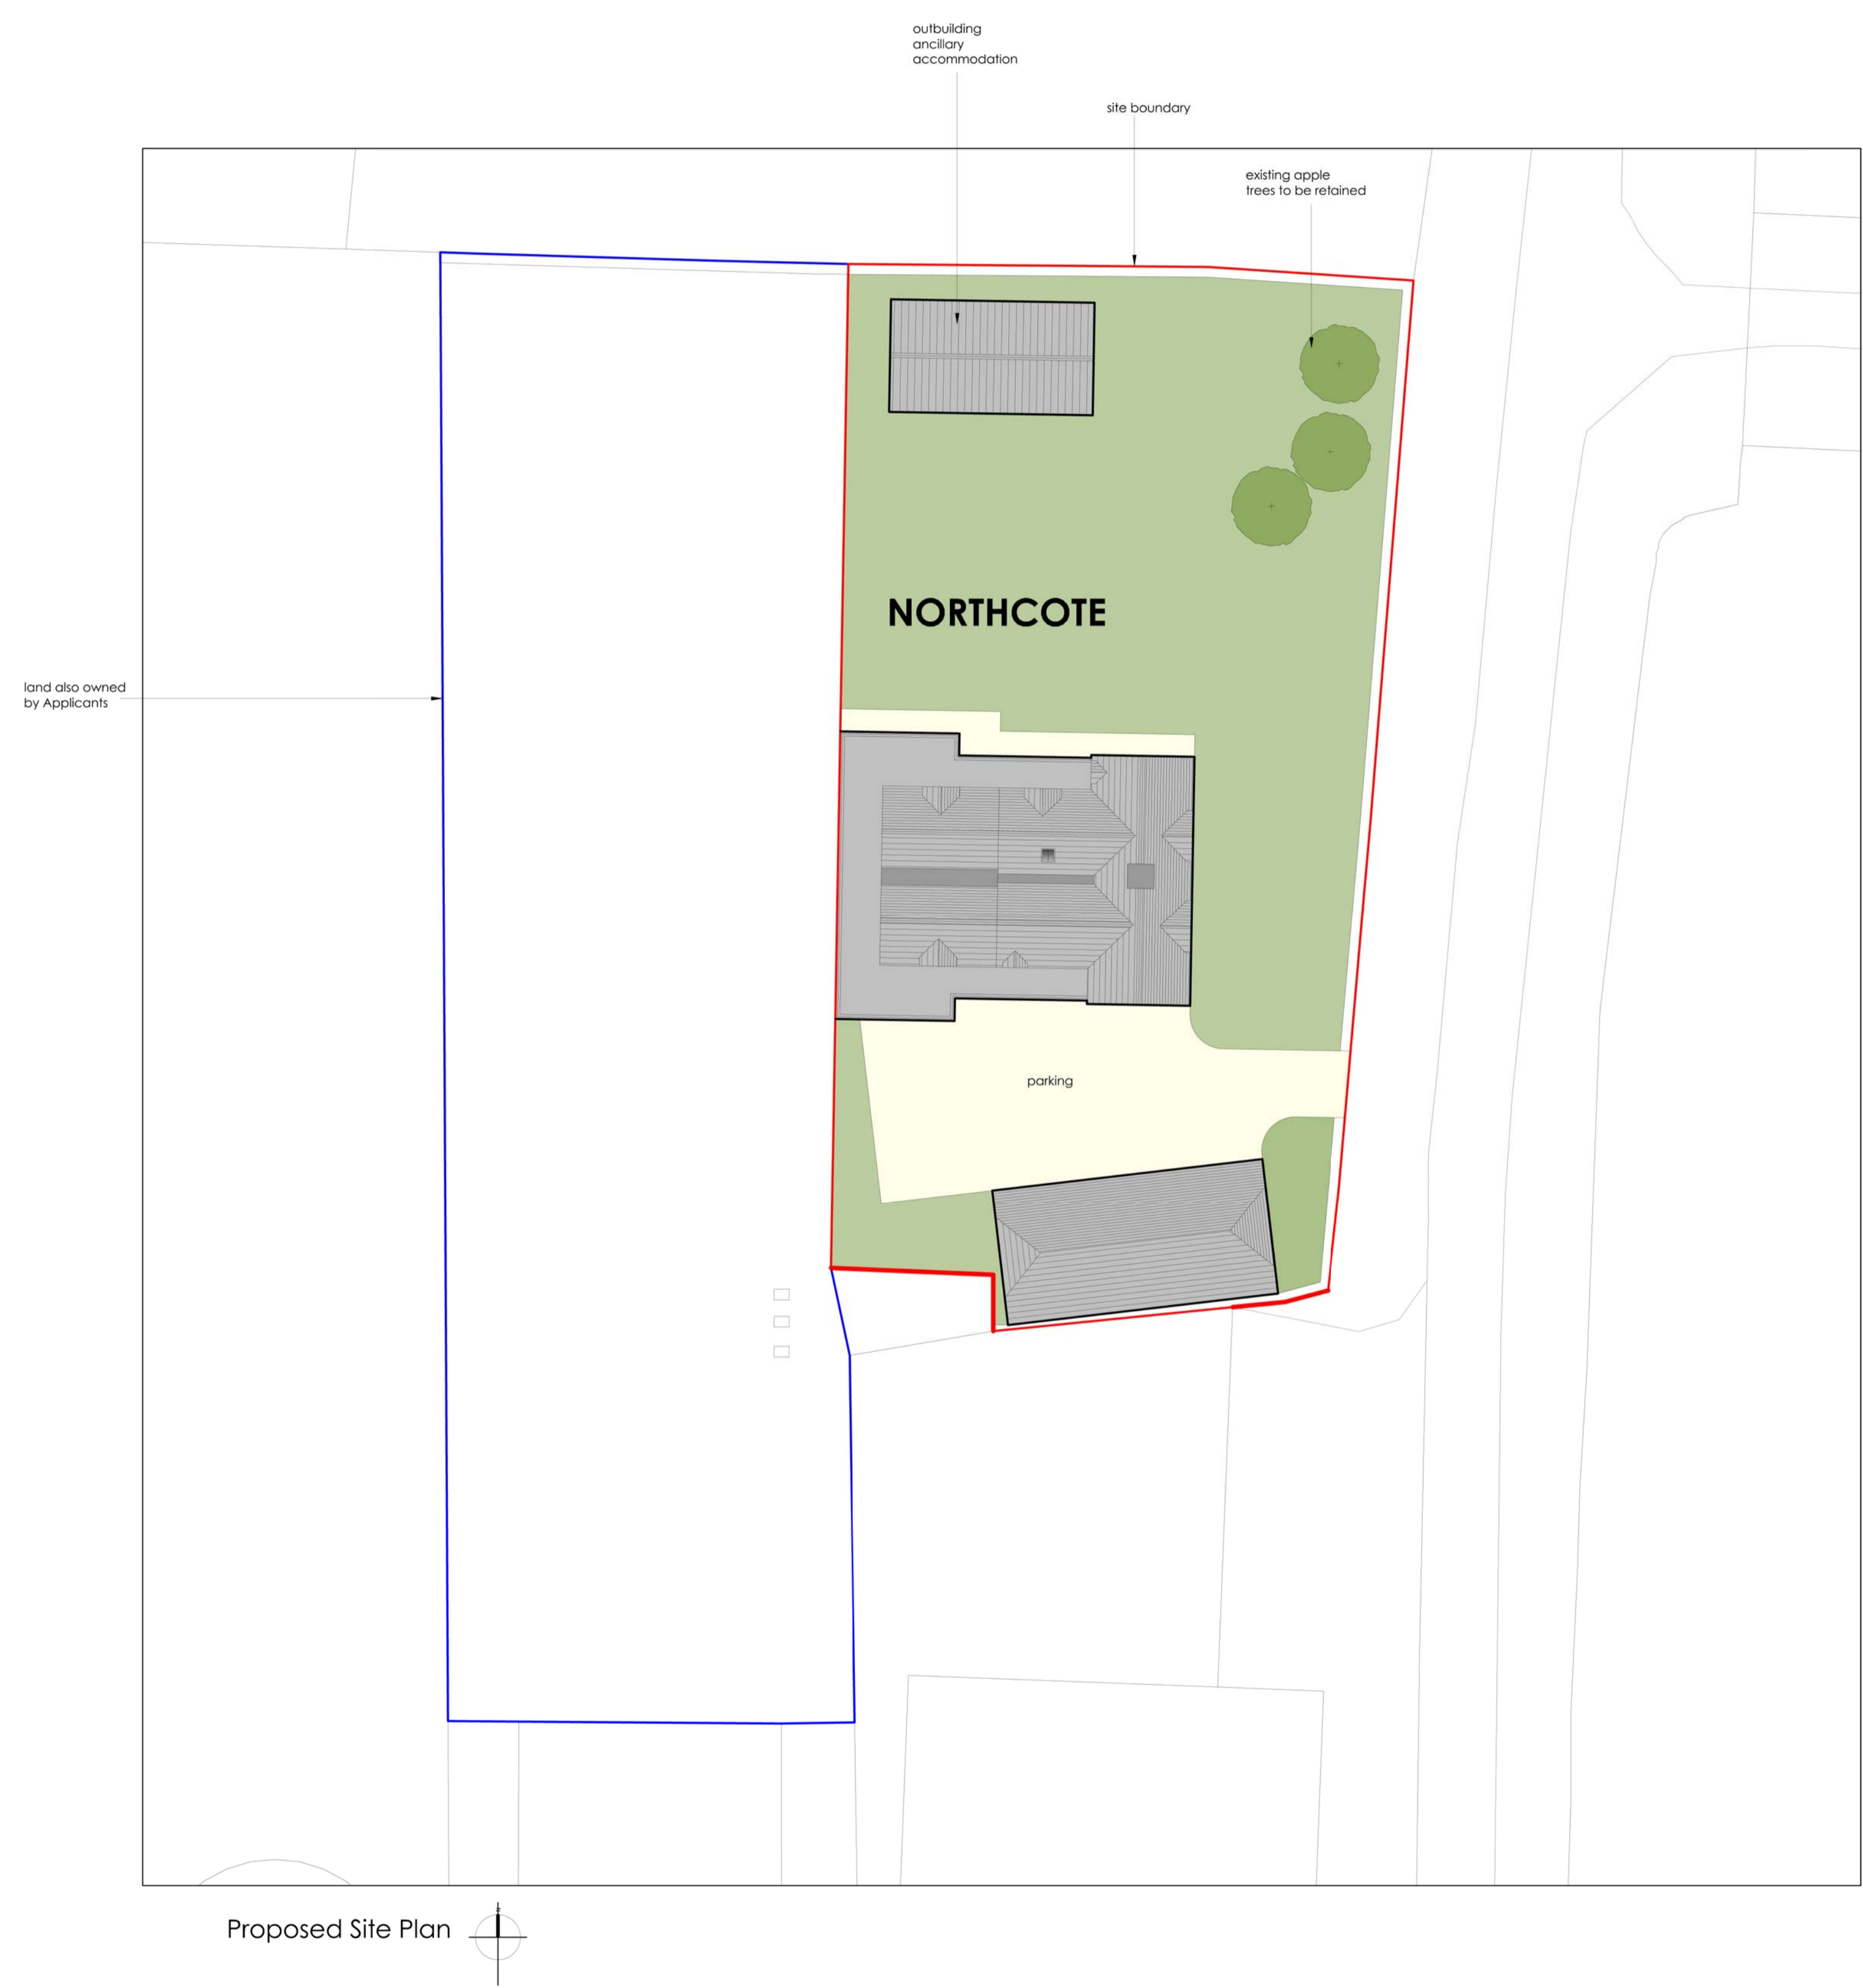 outbuilding
ancillary
accommodation
site boundary
existing apple
trees to be retained
NORTHCOTE
land also owned
by Applicants
parking
Proposed Site Plan
N